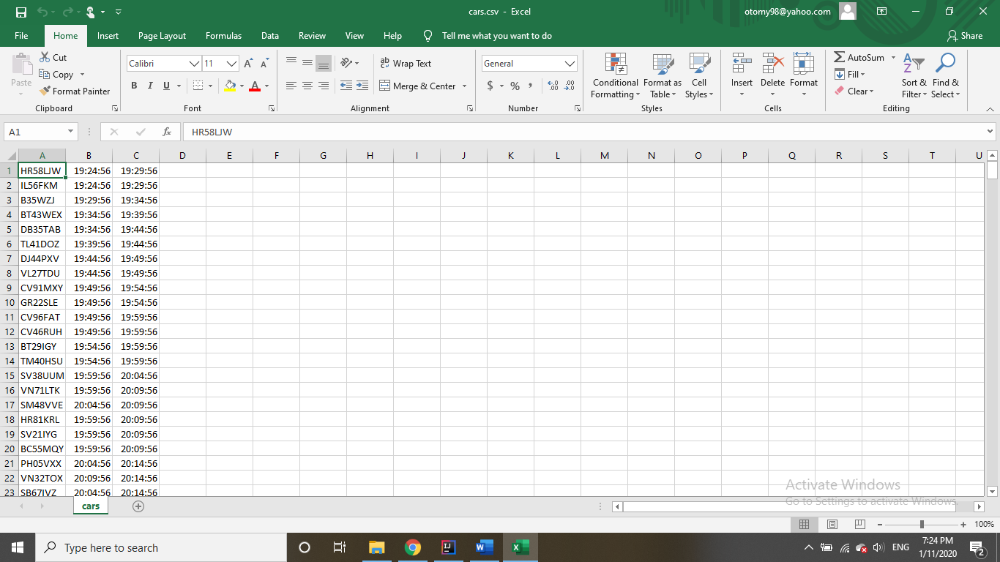 cars.csv - Excel
otomy98@yahoo.com
File Home Insert Page Layout Formulas Data Review View Help Tell me what you want to do Share
Cut
Calibri 11 Wrap Text General AutoSum
Copy
Paste Conditional Format as Cell Insert Delete Format Fill Sort & Find &
B I U Merge & Center $ % , Formatting Table Styles Filter Select
Format Painter Clear
Clipboard Font Alignment Number Styles Cells Editing
A1 fx HR58LJW
A B C D E F G H I J K L M N O P Q R S T U
1 HR58LJW 19:24:56 19:29:56
2 IL56FKM 19:24:56 19:29:56
3 B35WZJ 19:29:56 19:34:56
4 BT43WEX 19:34:56 19:39:56
5 DB35TAB 19:34:56 19:44:56
6 TL41DOZ 19:39:56 19:44:56
7 DJ44PXV 19:44:56 19:49:56
8 VL27TDU 19:44:56 19:49:56
9 CV91MXY 19:49:56 19:54:56
10 GR22SLE 19:49:56 19:54:56
11 CV96FAT 19:49:56 19:59:56
12 CV46RUH 19:49:56 19:59:56
13 BT29IGY 19:54:56 19:59:56
14 TM40HSU 19:54:56 19:59:56
15 SV38UUM 19:59:56 20:04:56
16 VN71LTK 19:59:56 20:09:56
17 SM48VVE 20:04:56 20:09:56
18 HR81KRL 19:59:56 20:09:56
19 SV21IYG 19:59:56 20:09:56
20 BC55MQY 19:59:56 20:09:56
21 PH05VXX 20:04:56 20:14:56
22 VN32TOX 20:09:56 20:14:56
23 SB67IVZ 20:04:56 20:14:56
Activate Windows
Go to Settings to activate Windows.
cars
100%
Type here to search
ENG
7:24 PM
1/11/2020
2